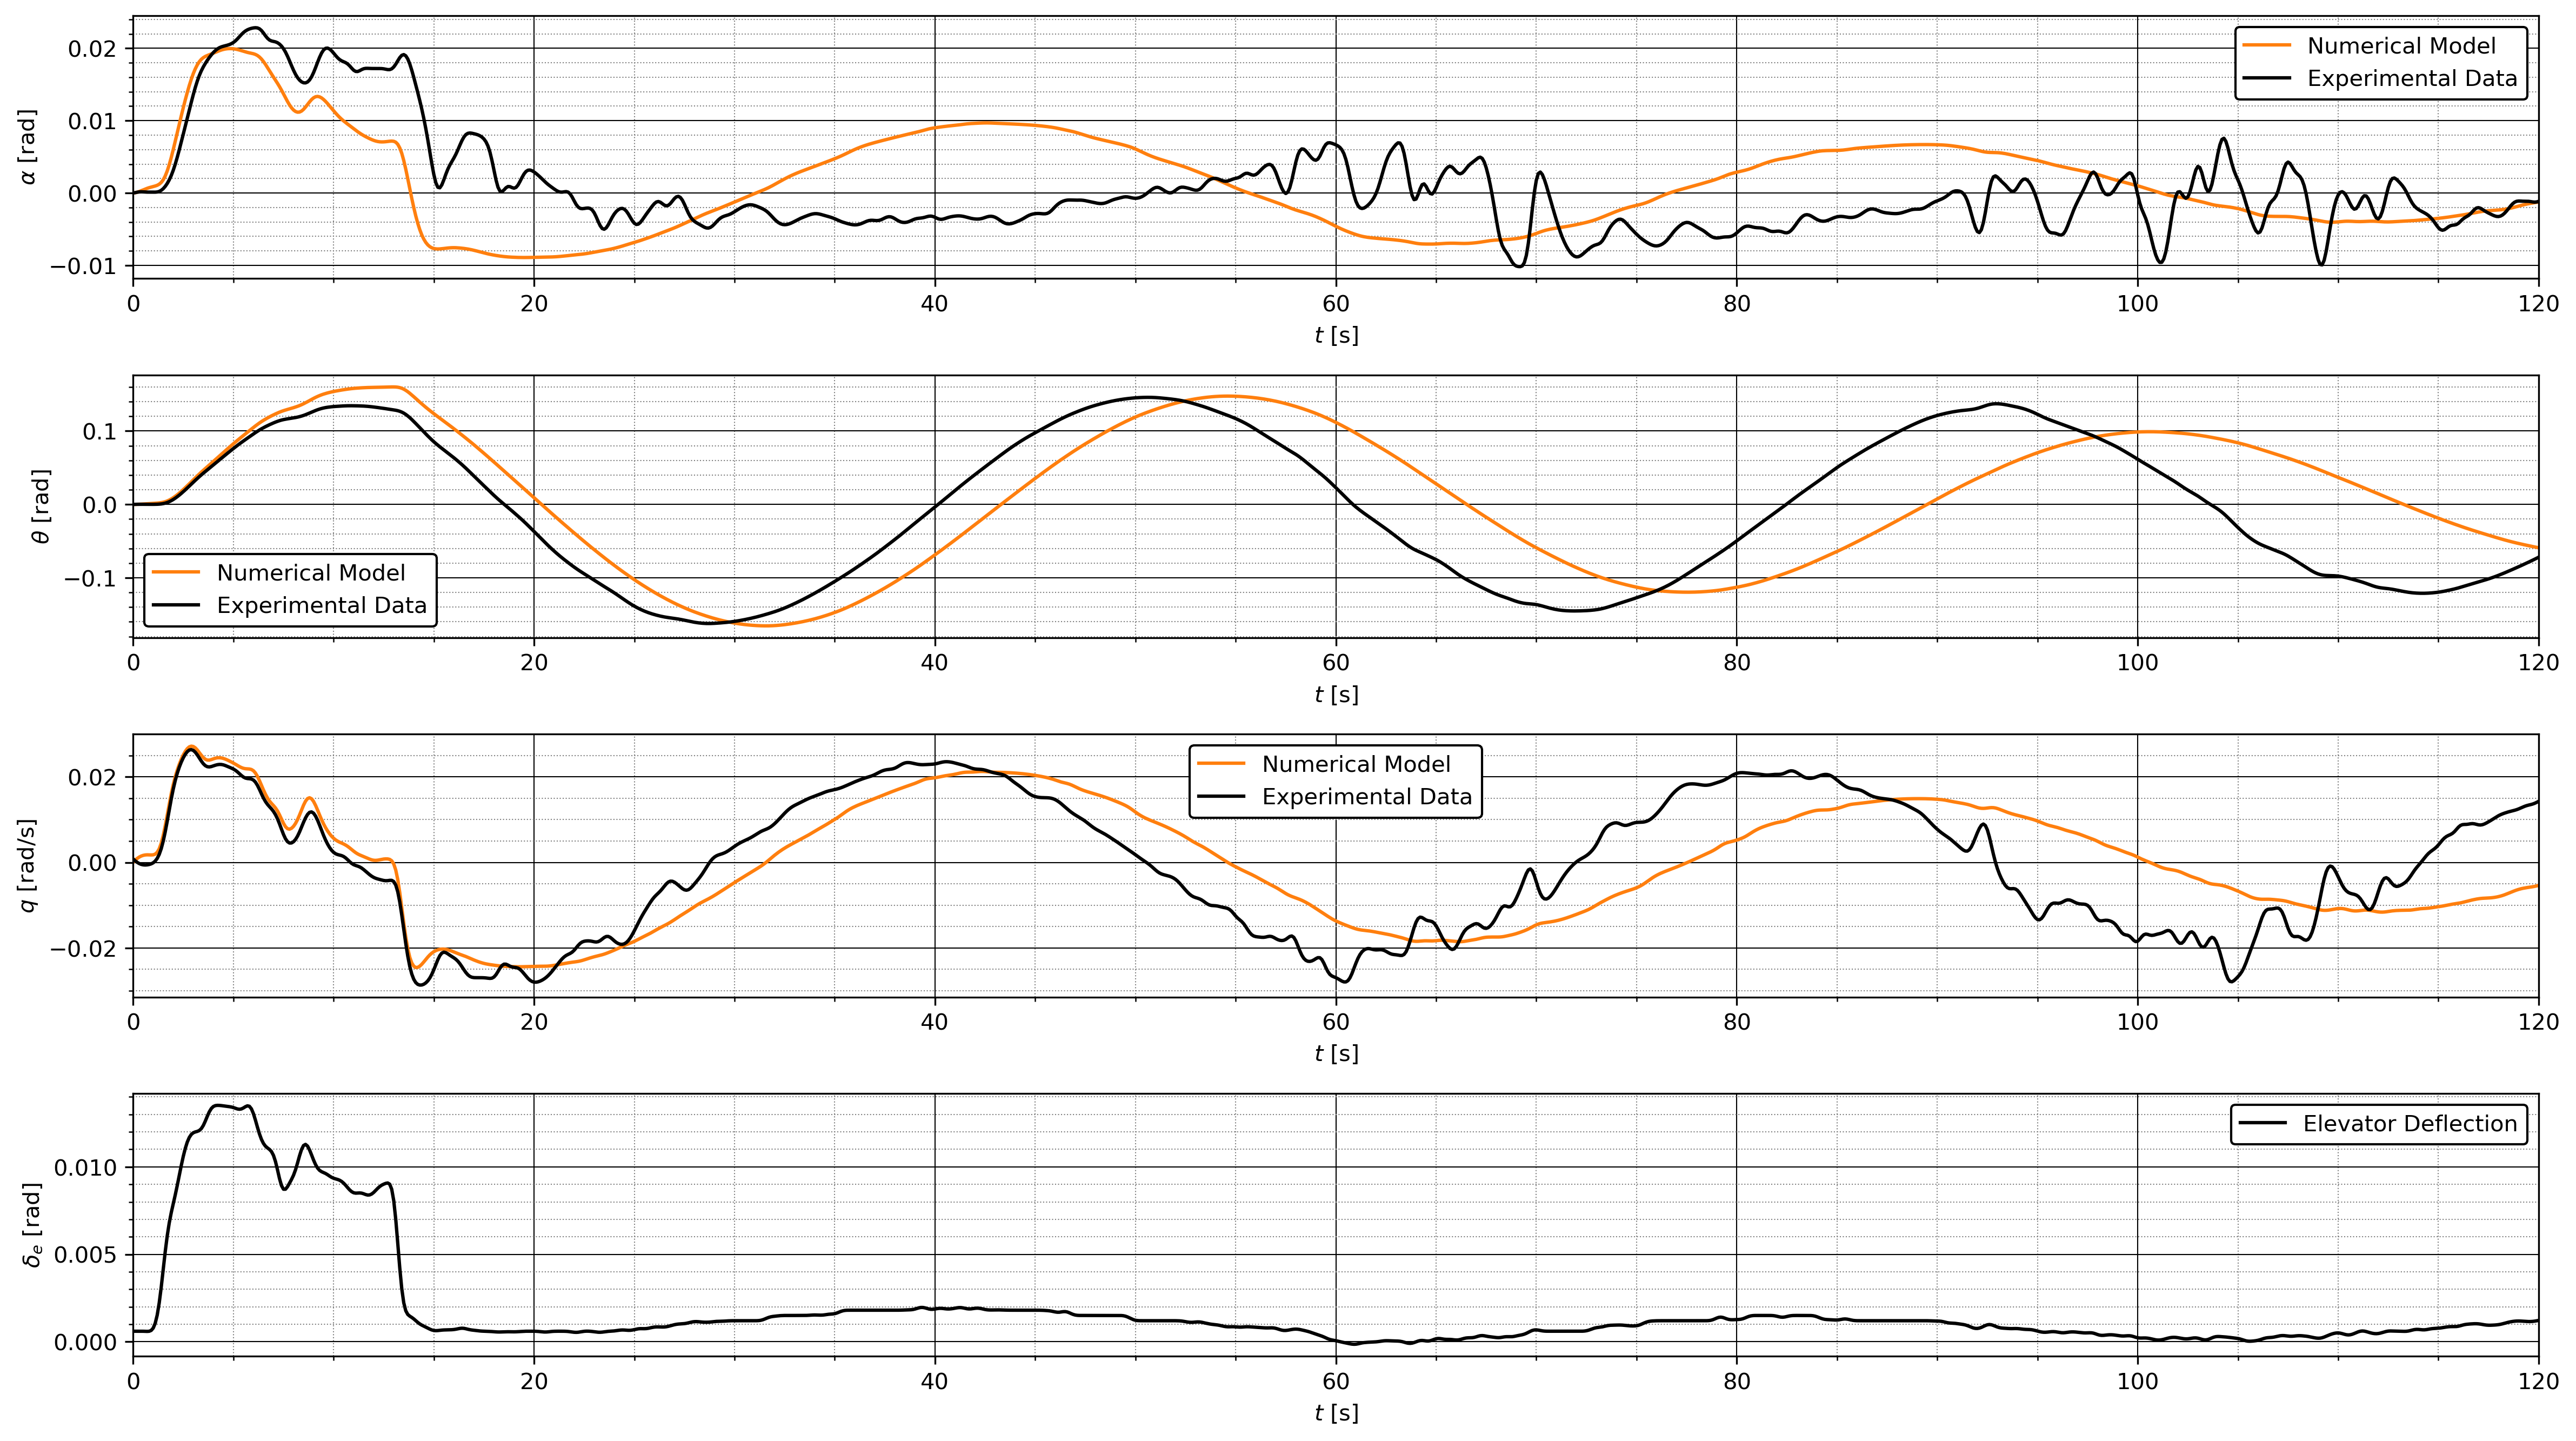 0.02
0.01
0.00
−0.01
α [rad]
Numerical Model
Experimental Data
0 20 40 60 80 100 120
t [s]
0.1
0.0
−0.1
θ [rad]
Numerical Model
Experimental Data
0 20 40 60 80 100 120
t [s]
0.02
0.00
−0.02
q [rad/s]
Numerical Model
Experimental Data
0 20 40 60 80 100 120
t [s]
0.010
0.005
0.000
δe [rad]
Elevator Deflection
0 20 40 60 80 100 120
t [s]